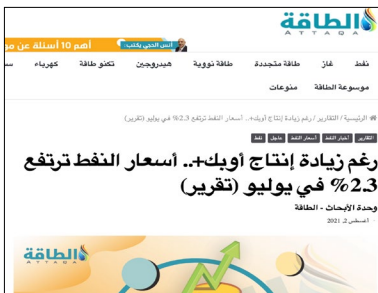 الطاقة
ATTAQA
أنس الحجي يكتب:
أهم 10 أسئلة عن مو
نفط غاز طاقة متجددة طاقة نووية هيدروجين تكنو طاقة كهرباء
موسوعة الطاقة منوعات
الرئيسية / التقارير / رغم زيادة إنتاج أوبك+.. أسعار النفط ترتفع 2.3% في يوليو (تقرير)
التقارير أخبار النفط أسعار النفط عاجل نفط
رغم زيادة إنتاج أوبك+.. أسعار النفط ترتفع
2.3% في يوليو (تقرير)
وحدة الأبحاث - الطاقة
أغسطس 2, 2021
الطاقة
ATTAQA